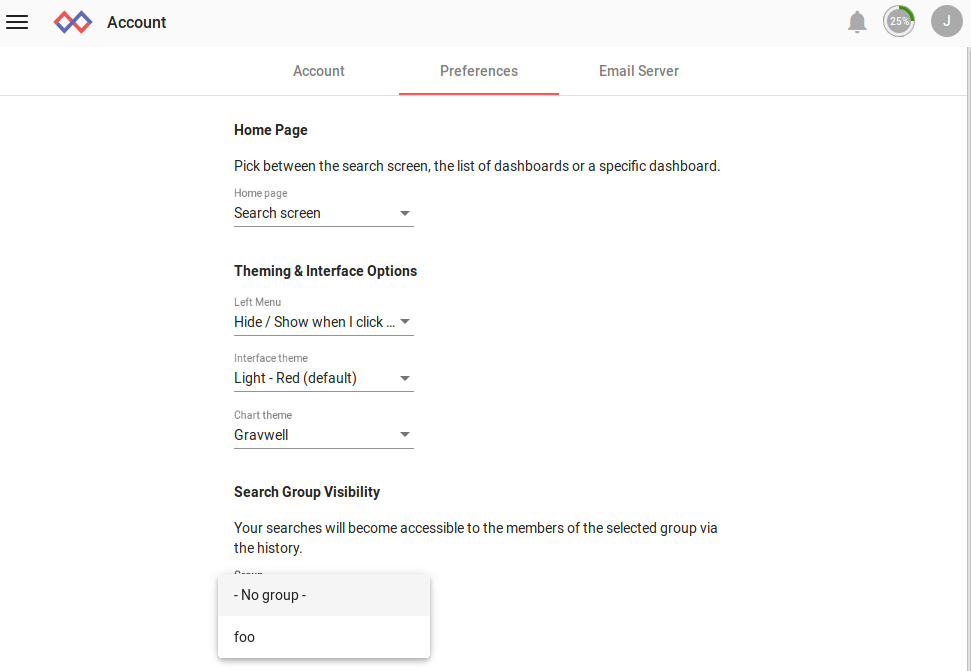 Account
25%
J
Account
Preferences
Email Server
Home Page
Pick between the search screen, the list of dashboards or a specific dashboard.
Home page
Search screen
Theming & Interface Options
Left Menu
Hide / Show when I click ...
Interface theme
Light - Red (default)
Chart theme
Gravwell
Search Group Visibility
Your searches will become accessible to the members of the selected group via
the history.
Group
- No group -
foo